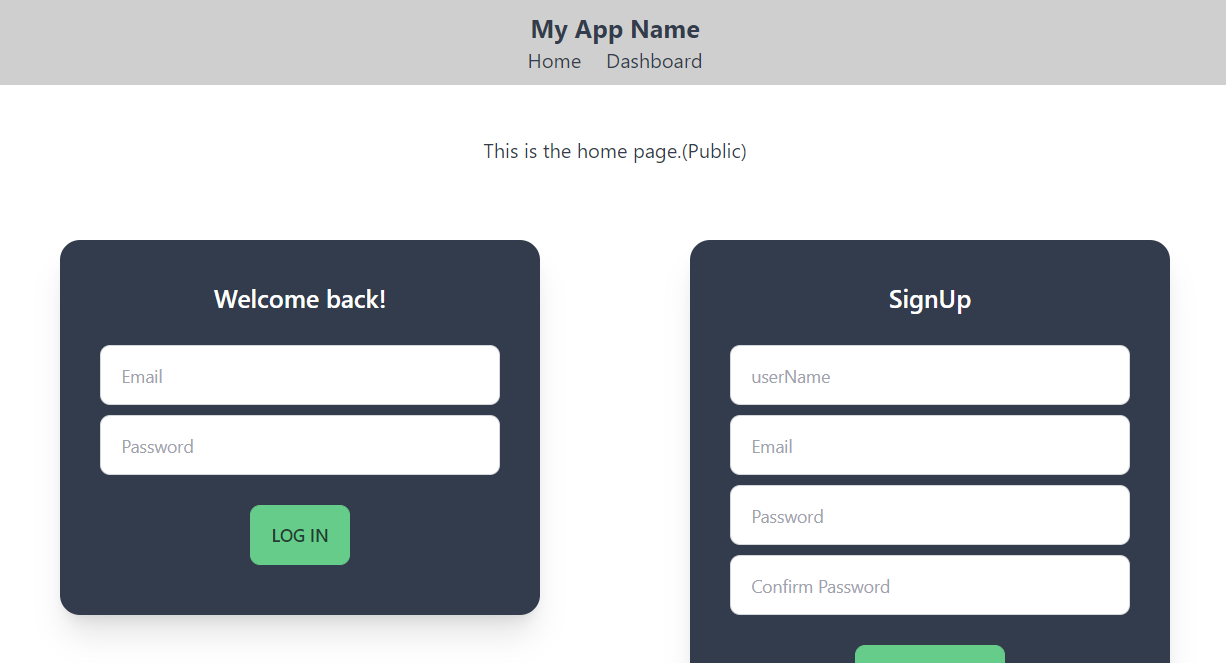 My App Name
Home Dashboard
This is the home page.(Public)
Welcome back!
Email
Password
LOG IN
SignUp
userName
Email
Password
Confirm Password